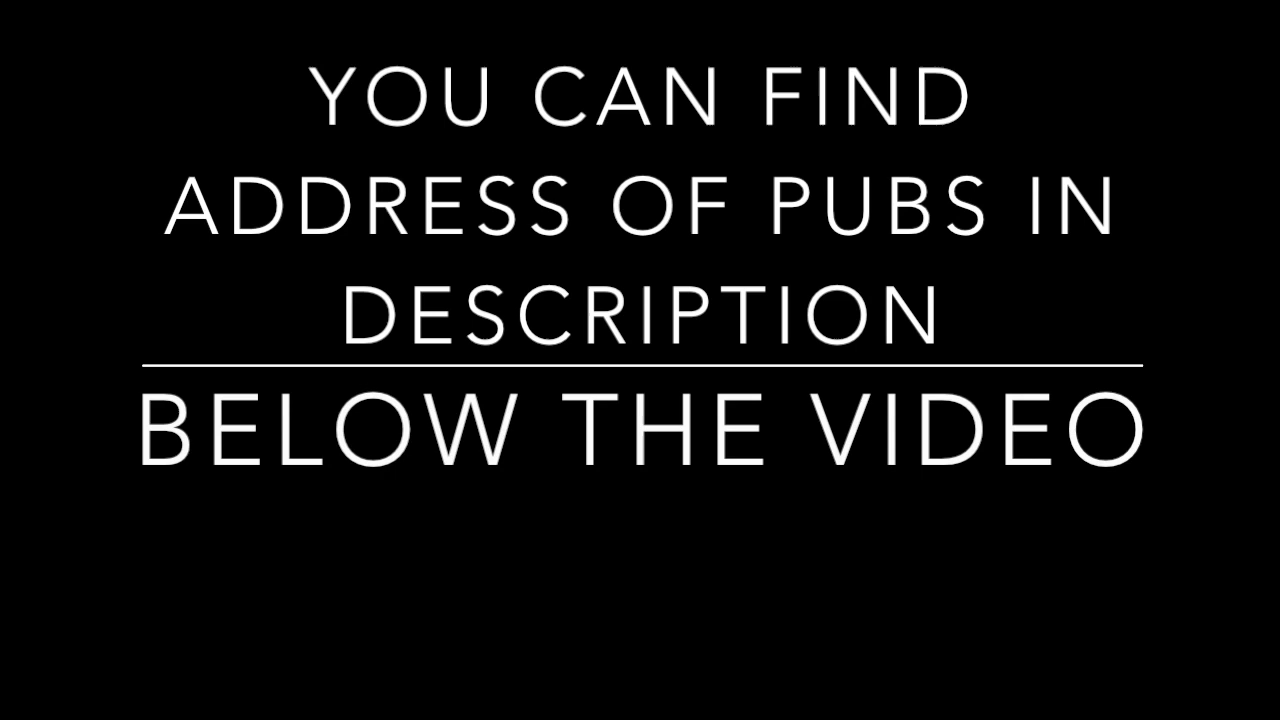 YOU CAN FIND
ADDRESS OF PUBS IN
DESCRIPTION
BELOW THE VIDEO